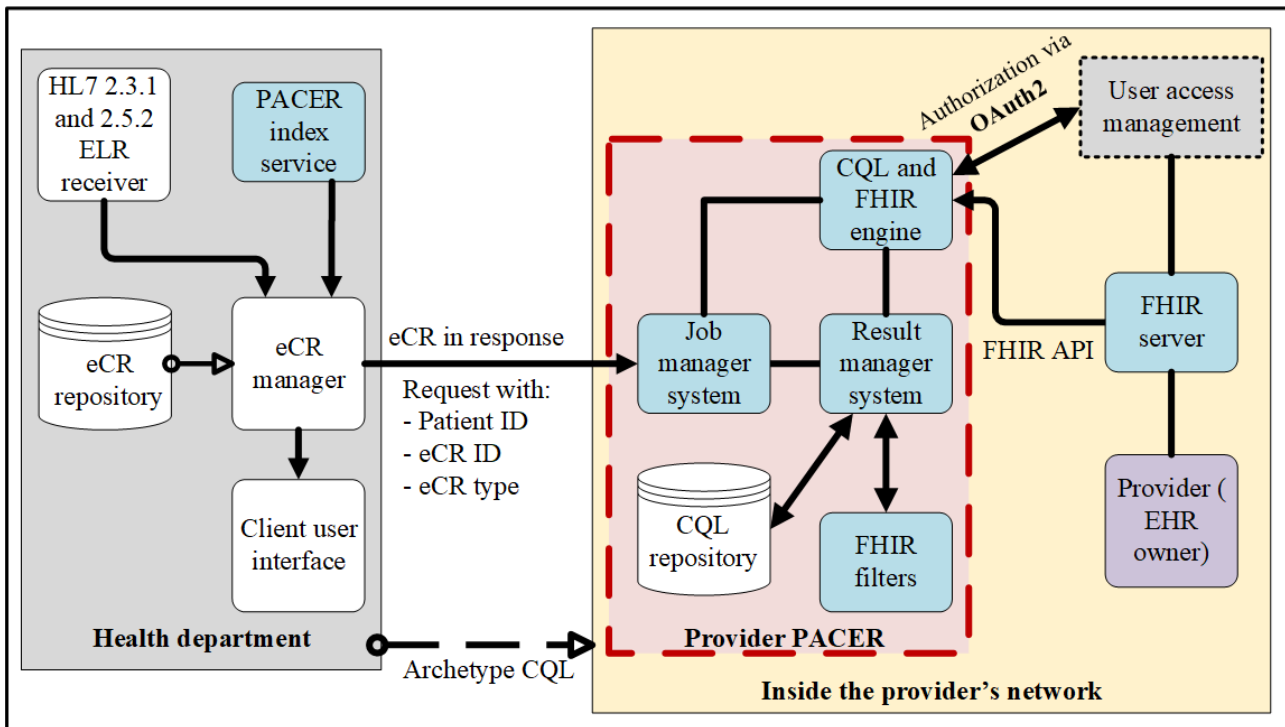 HL7 2.3.1
and 2.5.2
ELR
receiver
PACER
index
service
eCR
repository
eCR
manager
Client user
interface
Health department
eCR in response
Request with:
- Patient ID
- eCR ID
- eCR type
Archetype CQL
Authorization via
OAuth2
User access
management
CQL and
FHIR
engine
Job
manager
system
Result
manager
system
FHIR API
FHIR
server
CQL
repository
FHIR
filters
Provider (
EHR
owner)
Provider PACER
Inside the provider’s network